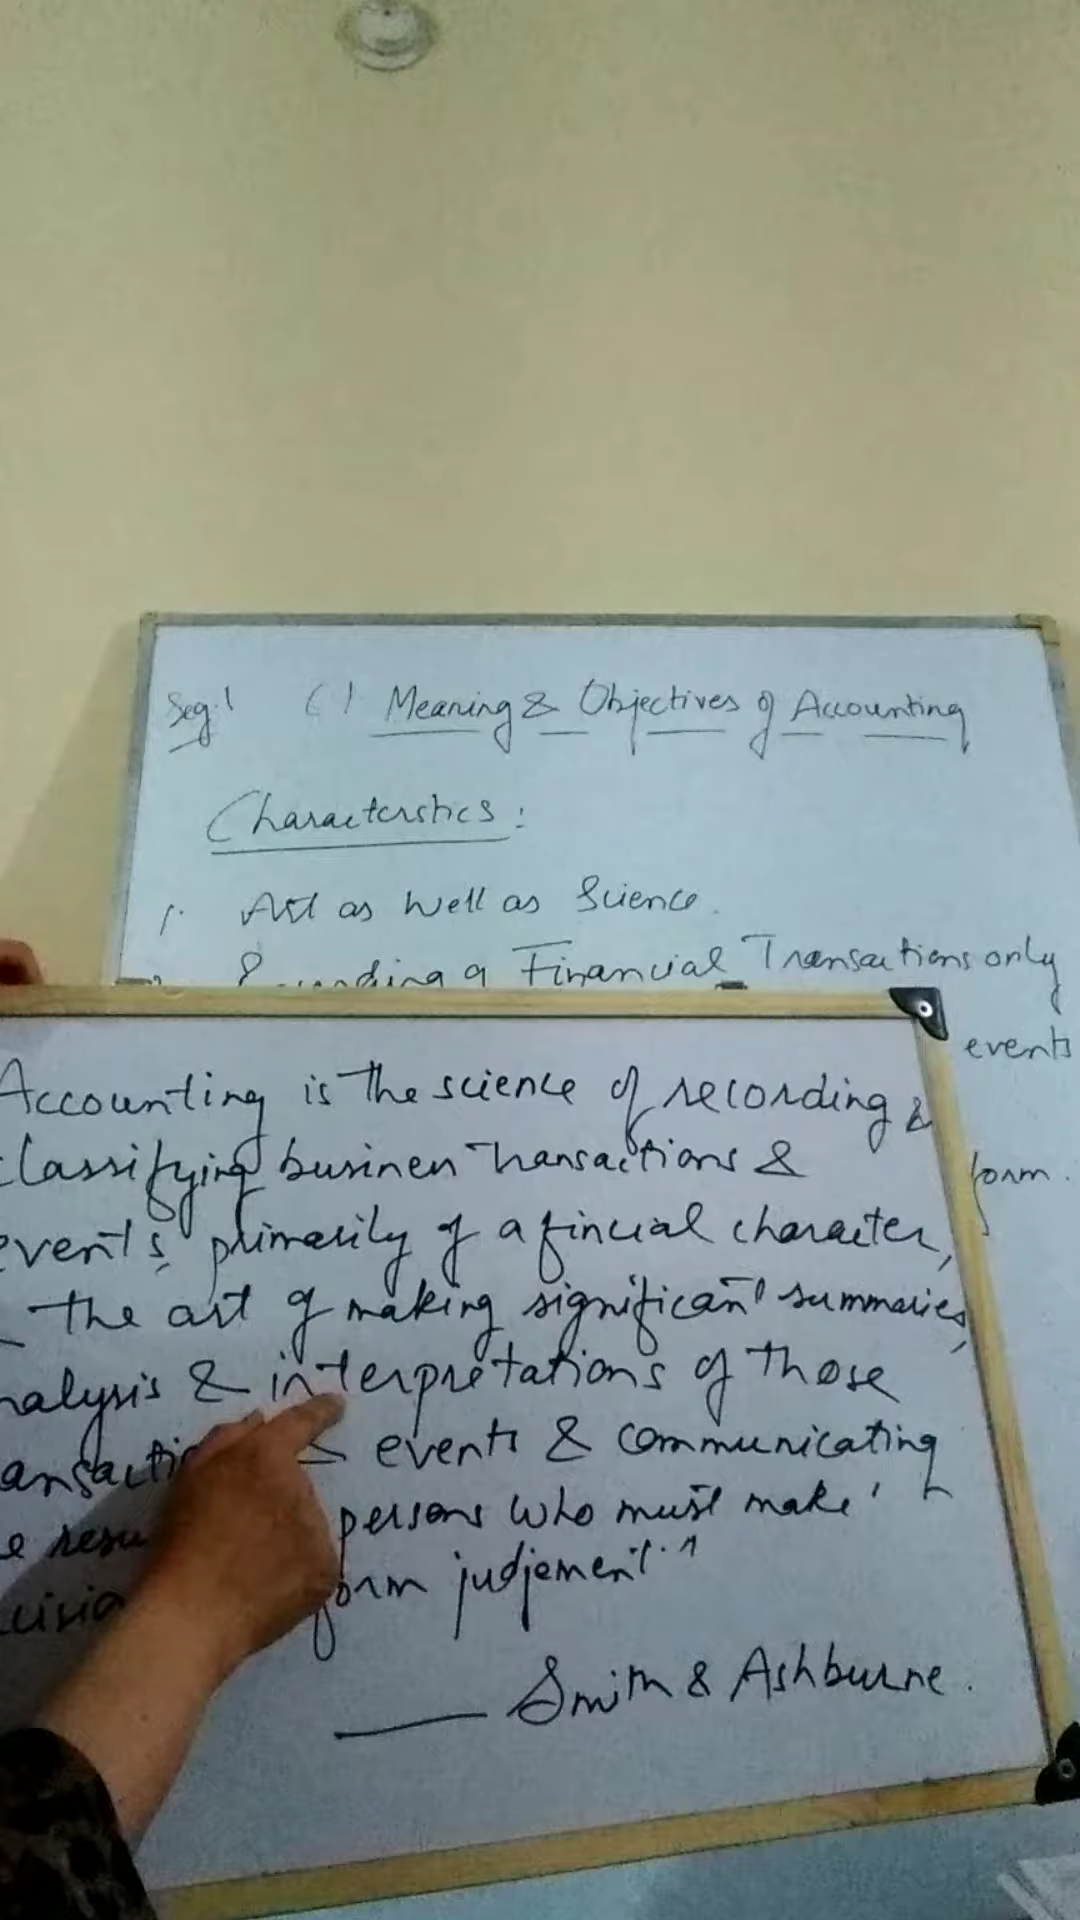 Seg.1 C1 Meaning & Objectives of Accounting
Characterstics:
1. Art as well as Science.
Financial Transactions only
events
form.
Accounting is the science of recording &
classifying business transactions &
events, primarily of a fincial character,
the art of making significant summaries,
analysis & interpretations of those
& events & communicating
persons who must make
form judjement."
— Smith & Ashburne.